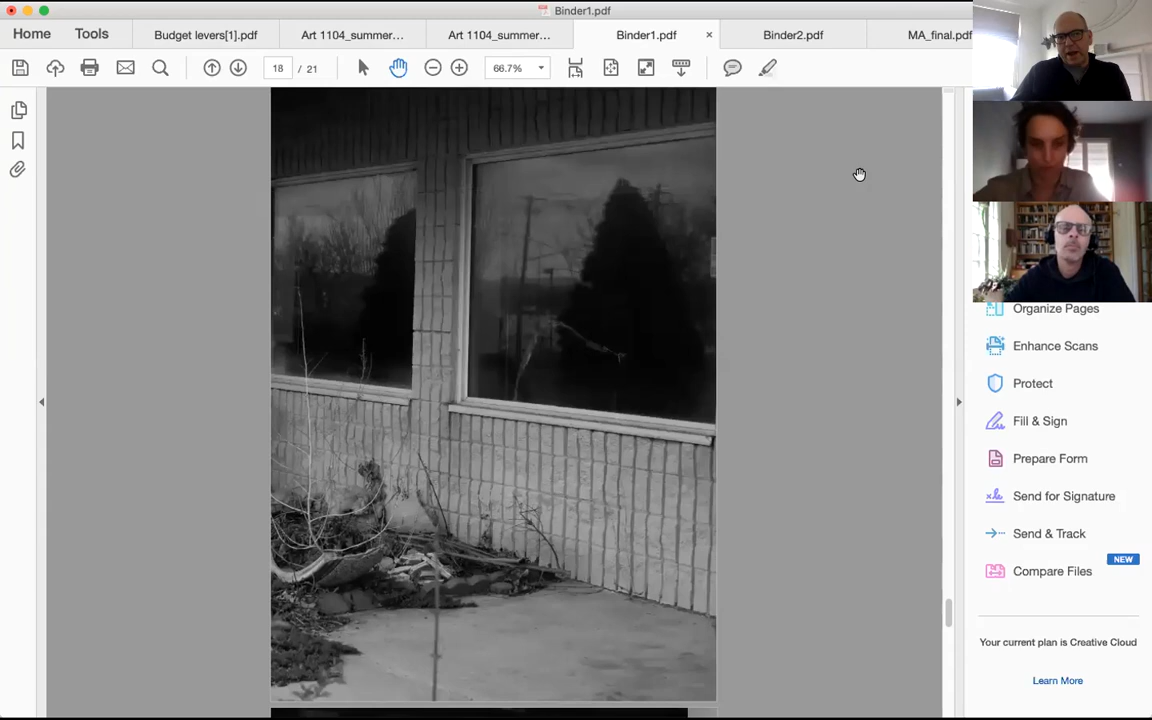 Binder1.pdf
Home
Tools
Budget levers[1].pdf
Art 1104_summer...
Art 1104_summer...
Binder1.pdf
×
Binder2.pdf
MA_final.pdf
18 / 21
66.7%
Organize Pages
Enhance Scans
Protect
Fill & Sign
Prepare Form
Send for Signature
Send & Track
NEW
Compare Files
Your current plan is Creative Cloud
Learn More